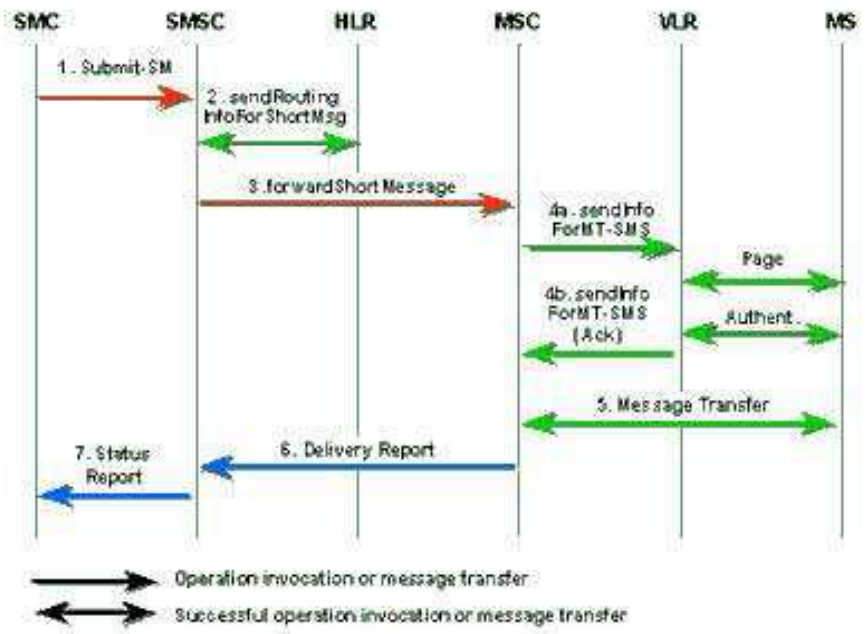 SMC SMSC HLR MSC VLR MS
1. Submit-SM
2. sendRouting
InfoForShortMsg
3.forwardShortMessage
4a. sendInfo
ForMT-SMS
Page
4b. sendInfo
ForMT-SMS
(Ack)
Authent.
5. Message Transfer
6. Delivery Report
7. Status
Report
Operation invocation or message transfer
Successful operation invocation or message transfer